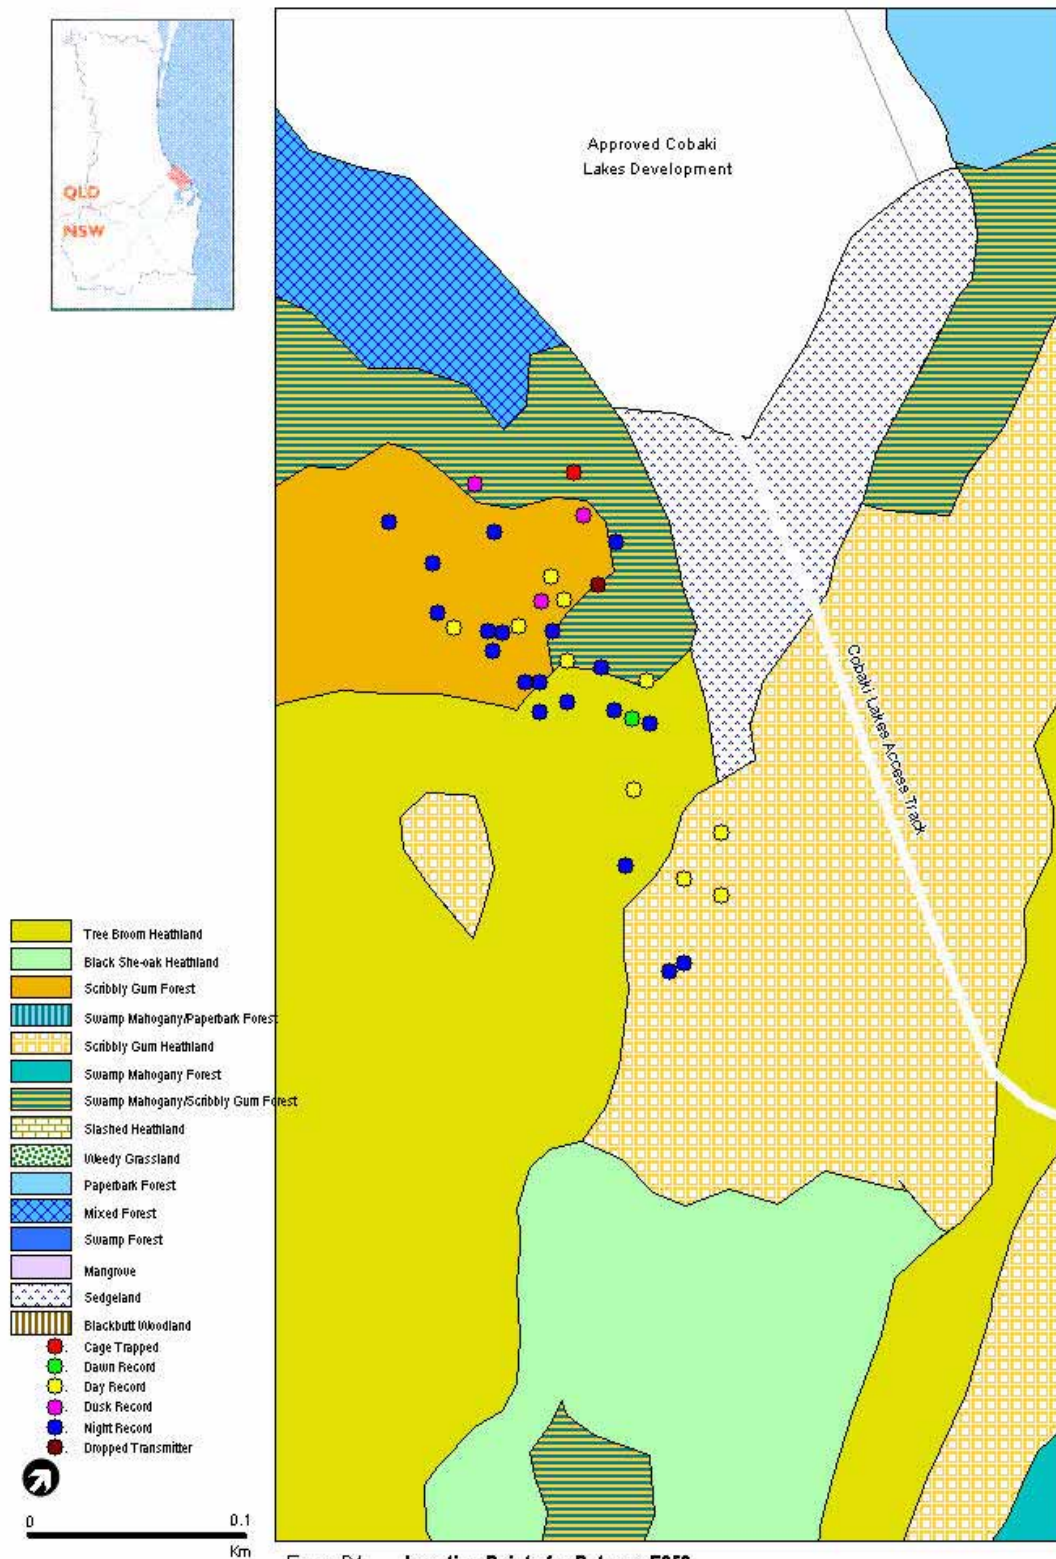 QLD
NSW
Approved Cobaki
Lakes Development
Cobaki Lakes Access Track
Tree Broom Heathland
Black She-oak Heathland
Scribbly Gum Forest
Swamp Mahogany/Paperbark Forest
Scribbly Gum Heathland
Swamp Mahogany Forest
Swamp Mahogany/Scribbly Gum Forest
Slashed Heathland
Weedy Grassland
Paperbark Forest
Mixed Forest
Swamp Forest
Mangrove
Sedgeland
Blackbutt Woodland
Cage Trapped
Dawn Record
Day Record
Dusk Record
Night Record
Dropped Transmitter
0 0.1
Km